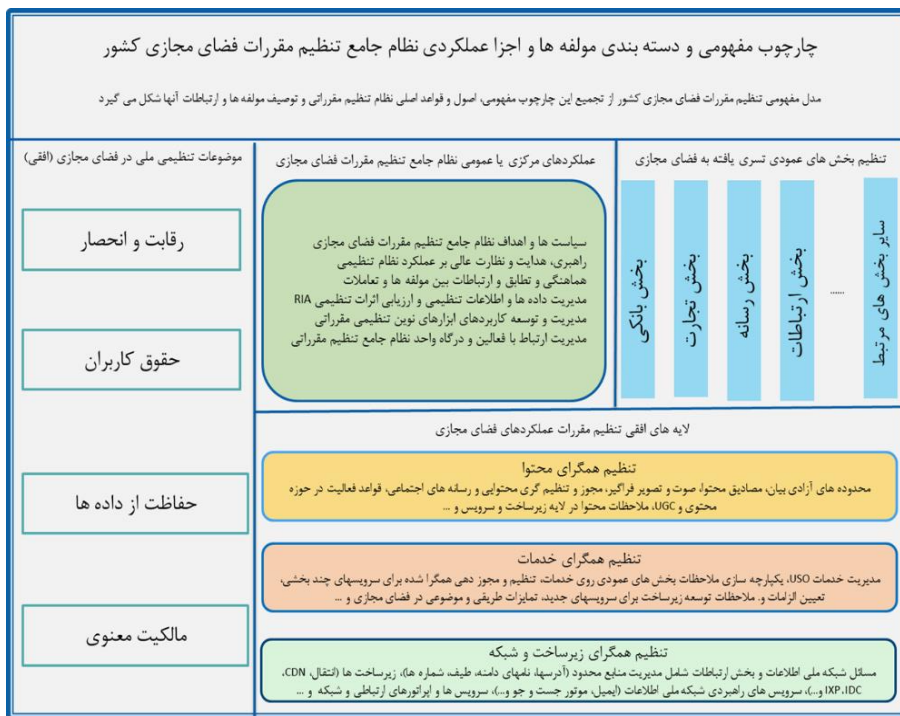 چارچوب مفهومی و دسته بندی مولفه ها و اجزا عملکردی نظام جامع تنظیم مقررات فضای مجازی کشور
مدل مفهومی تنظیم مقررات فضای مجازی کشور از تجمیع این چارچوب مفهومی، اصول و قواعد اصلی نظام تنظیم مقرراتی و توصیف مولفه ها و ارتباطات آنها شکل می گیرد
تنظیم بخش های عمودی تسری یافته به فضای مجازی
سایر بخش های مرتبط
......
بخش ارتباطات
بخش رسانه
بخش تجارت
بخش بانکی
عملکردهای مرکزی یا عمومی نظام جامع تنظیم مقررات فضای مجازی
سیاست ها و اهداف نظام جامع تنظیم مقررات فضای مجازی
راهبری، هدایت و نظارت عالی بر عملکرد نظام تنظیمی
هماهنگی و تطابق و ارتباطات بین مولفه ها و تعاملات
مدیریت داده ها و اطلاعات تنظیمی و ارزیابی اثرات تنظیمی RIA
مدیریت و توسعه کاربردهای ابزارهای نوین تنظیمی مقرراتی
مدیریت ارتباط با فعالین و درگاه واحد نظام جامع تنظیم مقرراتی
موضوعات تنظیمی ملی در فضای مجازی (افقی)
رقابت و انحصار
حقوق کاربران
حفاظت از داده ها
مالکیت معنوی
لایه های افقی تنظیم مقررات عملکردهای فضای مجازی
تنظیم همگرای محتوا
محدوده های آزادی بیان، مصادیق محتوا، صوت و تصویر فراگیر، مجوز و تنظیم گری محتوایی و رسانه های اجتماعی، قواعد فعالیت در حوزه
محتوی و UGC، ملاحظات محتوا در لایه زیرساخت و سرویس و ...
تنظیم همگرای خدمات
مدیریت خدمات USO، یکپارچه سازی ملاحظات بخش های عمودی روی خدمات، تنظیم و مجوز دهی همگرا شده برای سرویسهای چند بخشی،
تعیین الزامات و. ملاحظات توسعه زیرساخت برای سرویسهای جدید، تمایزات ظریفی و موضوعی در فضای مجازی و ...
تنظیم همگرای زیرساخت و شبکه
مسائل شبکه ملی اطلاعات و بخش ارتباطات شامل مدیریت منابع محدود (آدرسها، نامهای دامنه، طیف، شماره ها)، زیرساخت ها (انتقال، CDN،
IXP،IDC و...)، سرویس های راهبردی شبکه ملی اطلاعات (ایمیل، موتور جست و جو و...)، سرویس ها و اپراتورهای ارتباطی و شبکه و ...